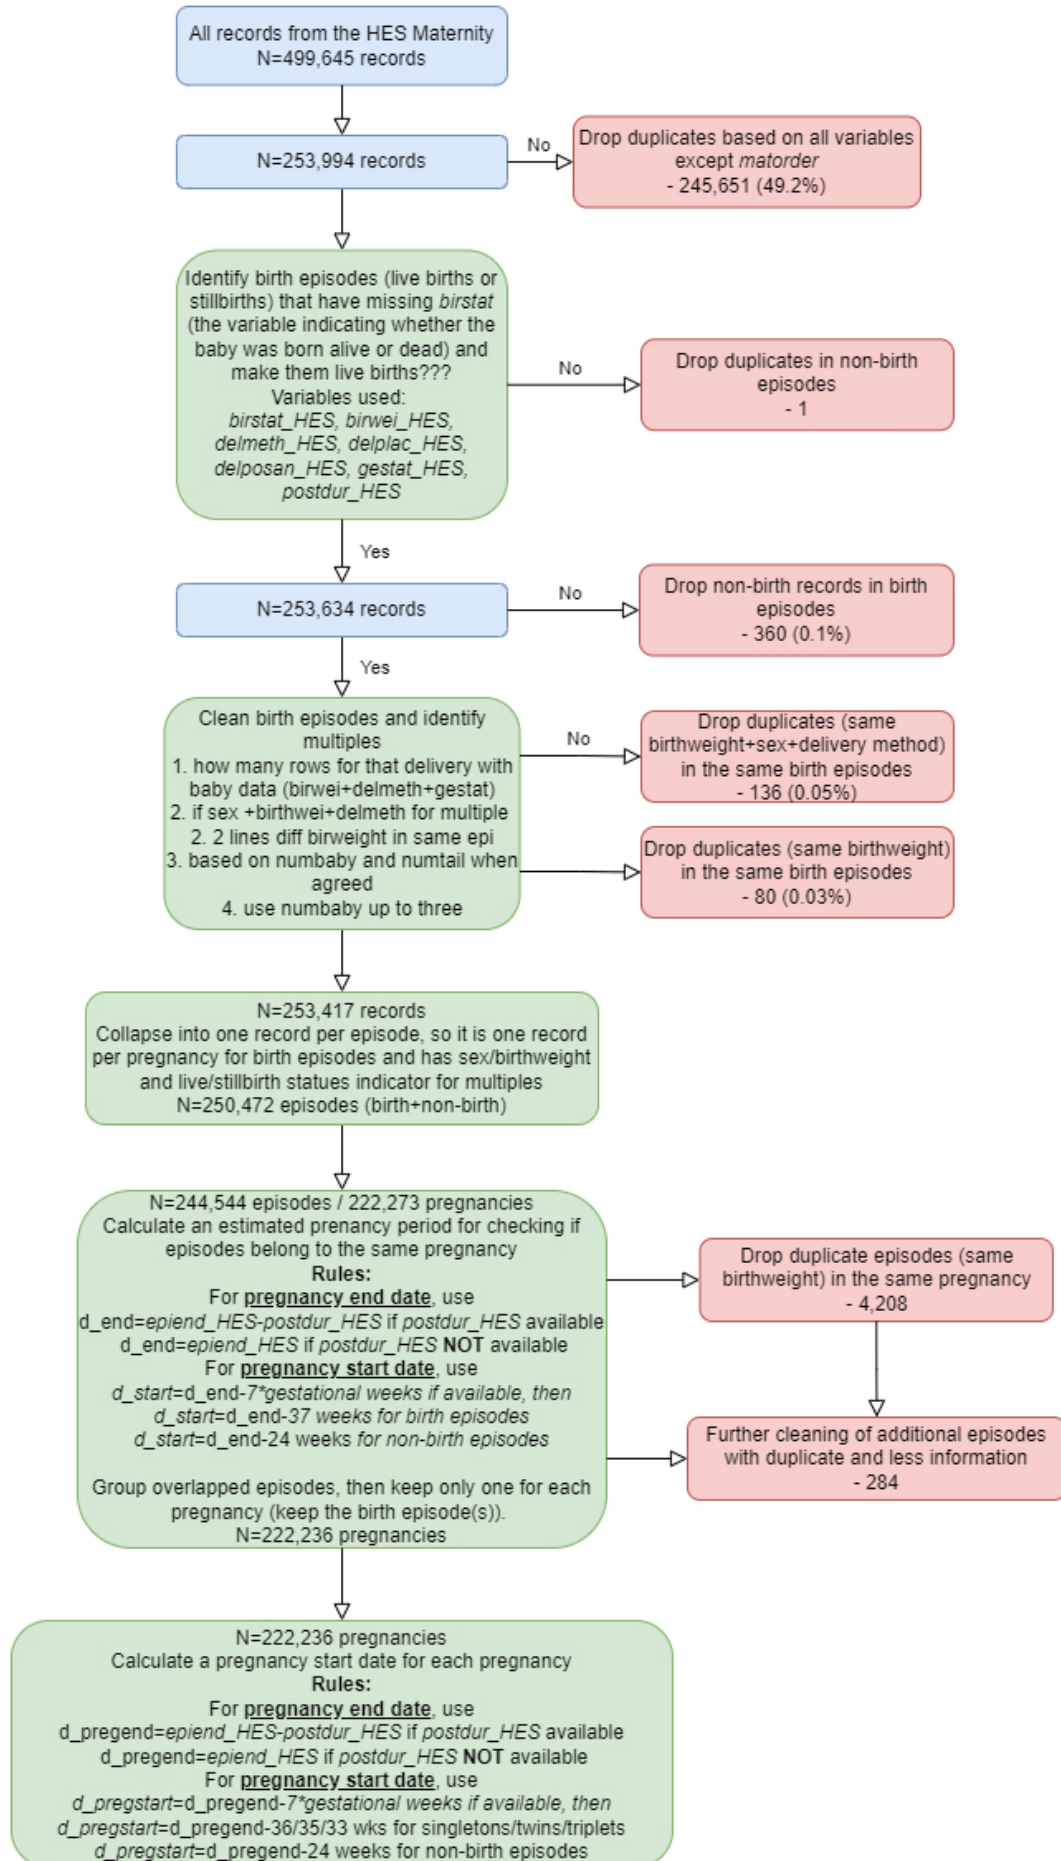 All records from the HES Maternity
N=499,645 records
N=253,994 records
No
Drop duplicates based on all variables
except matorder
- 245,651 (49.2%)
Identify birth episodes (live births or
stillbirths) that have missing birstat
(the variable indicating whether the
baby was born alive or dead) and
make them live births???
Variables used:
birstat_HES, birwei_HES,
delmeth_HES, delplac_HES,
delposan_HES, gestat_HES,
postdur_HES
No
Drop duplicates in non-birth
episodes
- 1
Yes
N=253,634 records
No
Drop non-birth records in birth
episodes
- 360 (0.1%)
Yes
Clean birth episodes and identify
multiples
1. how many rows for that delivery with
baby data (birwei+delmeth+gestat)
2. if sex +birthwei+delmeth for multiple
2. 2 lines diff birweight in same epi
3. based on numbaby and numtail when
agreed
4. use numbaby up to three
No
Drop duplicates (same
birthweight+sex+delivery method)
in the same birth episodes
- 136 (0.05%)
Drop duplicates (same birthweight)
in the same birth episodes
- 80 (0.03%)
N=253,417 records
Collapse into one record per episode, so it is one record
per pregnancy for birth episodes and has sex/birthweight
and live/stillbirth statues indicator for multiples
N=250,472 episodes (birth+non-birth)
N=244,544 episodes / 222,273 pregnancies
Calculate an estimated prenancy period for checking if
episodes belong to the same pregnancy
Rules:
For pregnancy end date, use
d_end=epiend_HES-postdur_HES if postdur_HES available
d_end=epiend_HES if postdur_HES NOT available
For pregnancy start date, use
d_start=d_end-7*gestational weeks if available, then
d_start=d_end-37 weeks for birth episodes
d_start=d_end-24 weeks for non-birth episodes
Group overlapped episodes, then keep only one for each
pregnancy (keep the birth episode(s)).
N=222,236 pregnancies
Drop duplicate episodes (same
birthweight) in the same pregnancy
- 4,208
Further cleaning of additional episodes
with duplicate and less information
- 284
N=222,236 pregnancies
Calculate a pregnancy start date for each pregnancy
Rules:
For pregnancy end date, use
d_pregend=epiend_HES-postdur_HES if postdur_HES available
d_pregend=epiend_HES if postdur_HES NOT available
For pregnancy start date, use
d_pregstart=d_pregend-7*gestational weeks if available, then
d_pregstart=d_pregend-36/35/33 wks for singletons/twins/triplets
d_pregstart=d_pregend-24 weeks for non-birth episodes